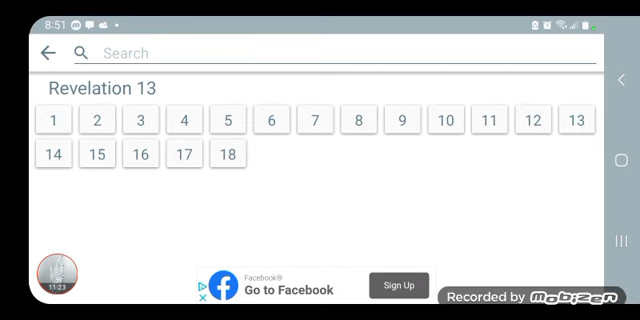 8:51
Search
Revelation 13
1 2 3 4 5 6 7 8 9 10 11 12 13
14 15 16 17 18
11:23
Facebook®
Go to Facebook
Sign Up
Recorded by mobizen